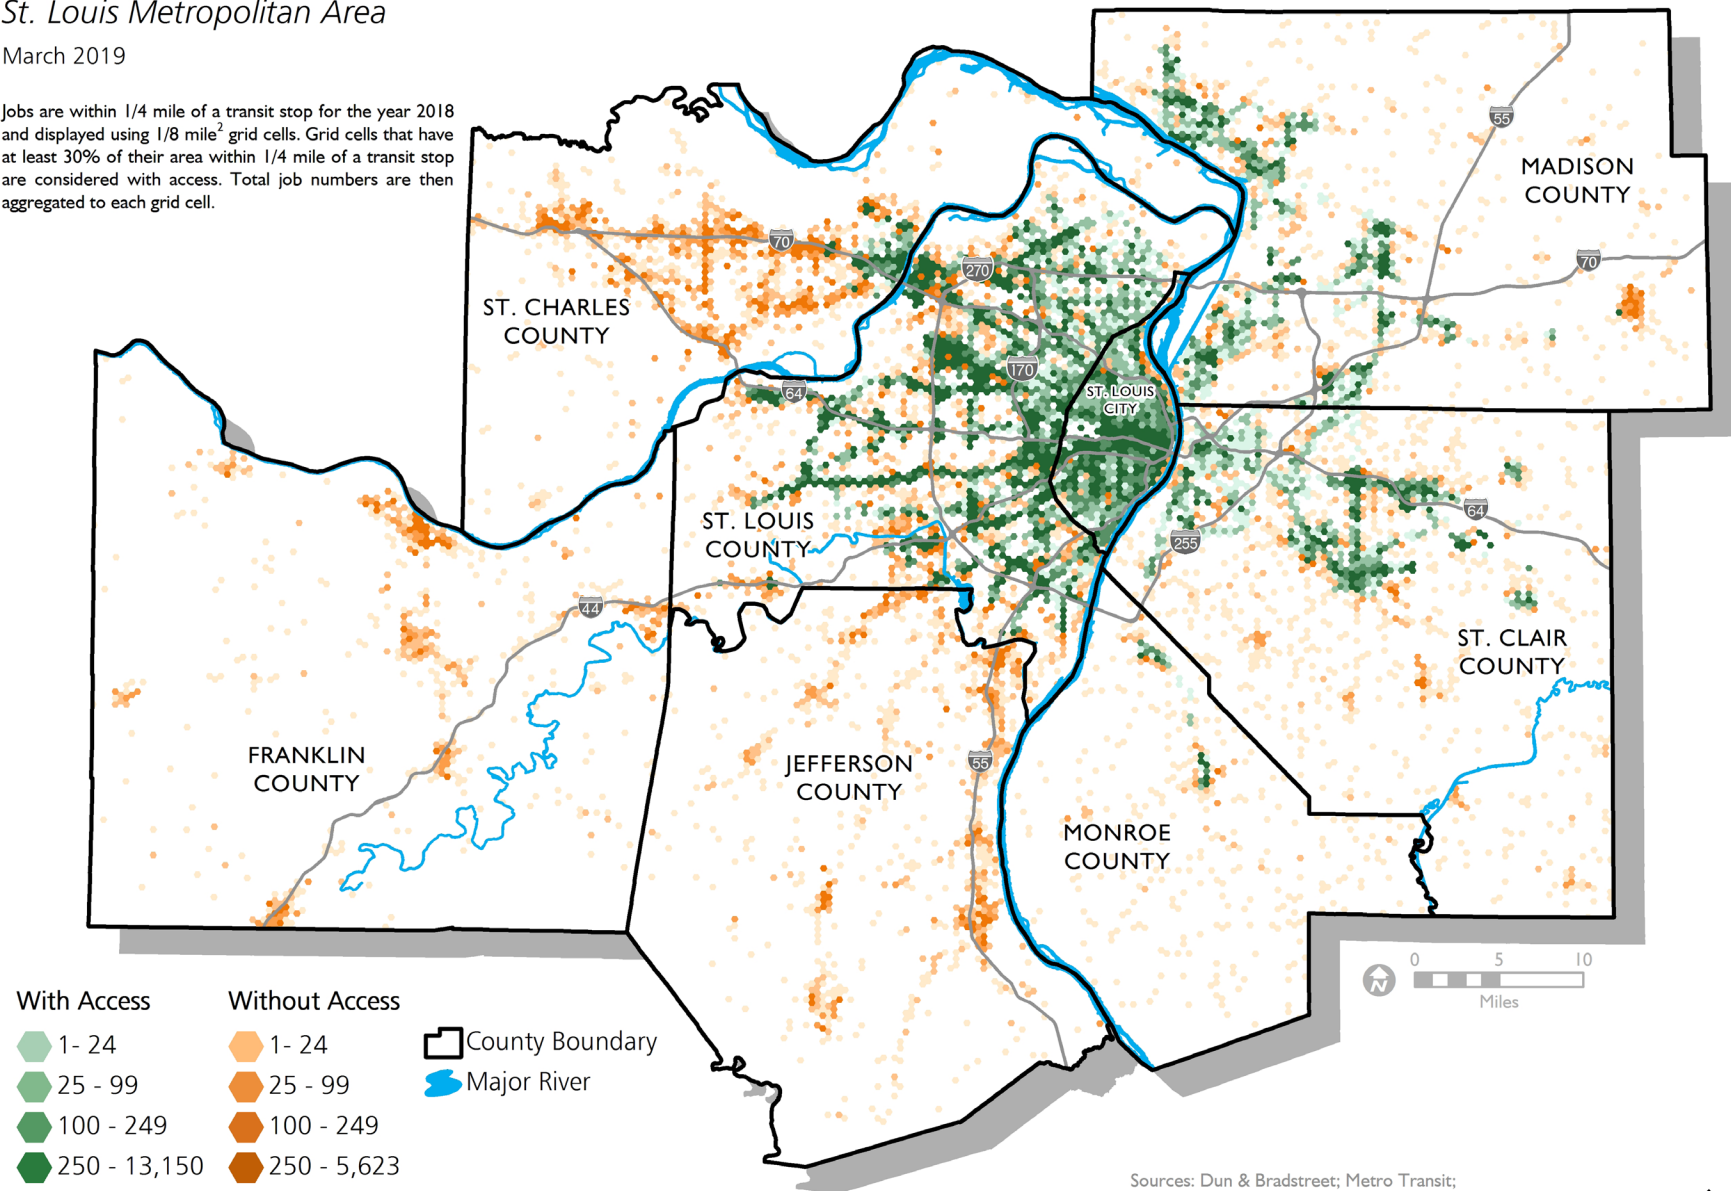 St. Louis Metropolitan Area
March 2019
Jobs are within 1/4 mile of a transit stop for the year 2018
and displayed using 1/8 mile² grid cells. Grid cells that have
at least 30% of their area within 1/4 mile of a transit stop
are considered with access. Total job numbers are then
aggregated to each grid cell.
55
MADISON
COUNTY
70
70
270
ST. CHARLES
COUNTY
170
64
ST. LOUIS
CITY
ST. LOUIS
COUNTY
64
255
44
ST. CLAIR
COUNTY
FRANKLIN
COUNTY
JEFFERSON
COUNTY
55
MONROE
COUNTY
0 5 10
N
Miles
With Access
1- 24
25 - 99
100 - 249
250 - 13,150
Without Access
1- 24
25 - 99
100 - 249
250 - 5,623
County Boundary
Major River
Sources: Dun & Bradstreet; Metro Transit;